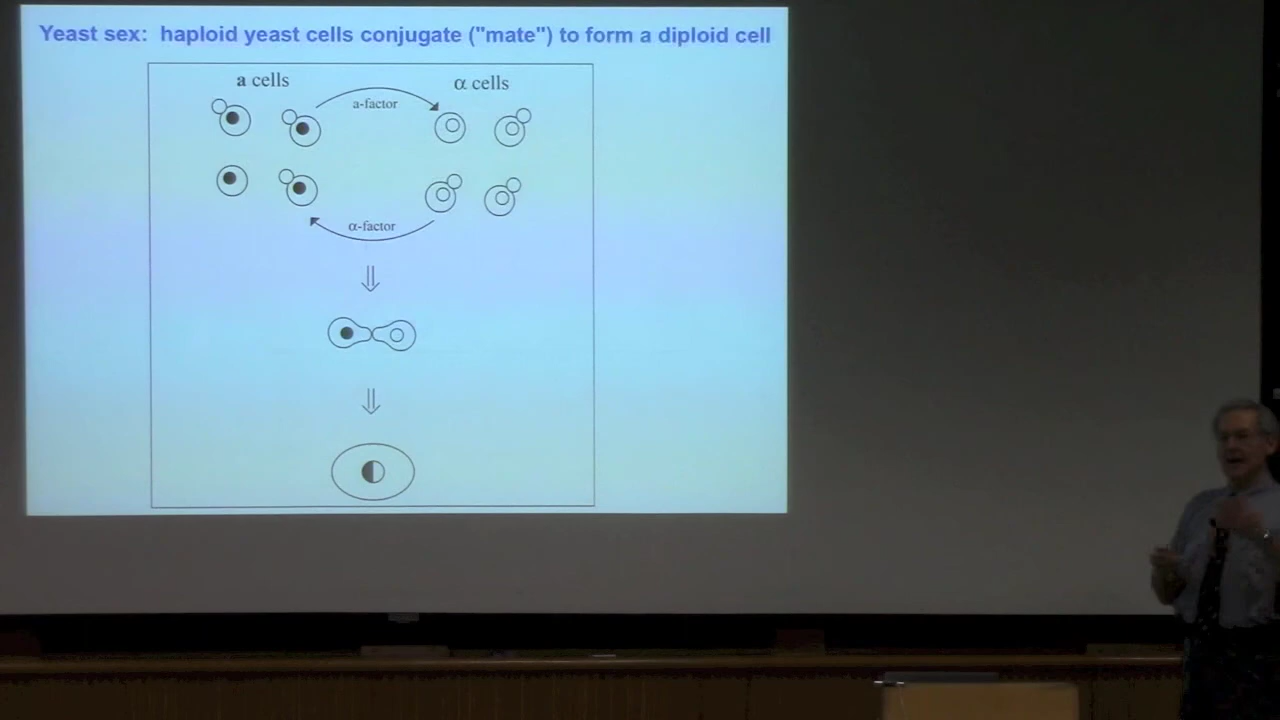 Yeast sex: haploid yeast cells conjugate ("mate") to form a diploid cell
a cells
α cells
a-factor
α-factor